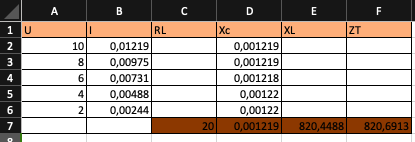 A B C D E F
1 U I RL Xc XL ZT
2 10 0,01219 0,001219
3 8 0,00975 0,001219
4 6 0,00731 0,001218
5 4 0,00488 0,00122
6 2 0,00244 0,00122
7 20 0,001219 820,4488 820,6913